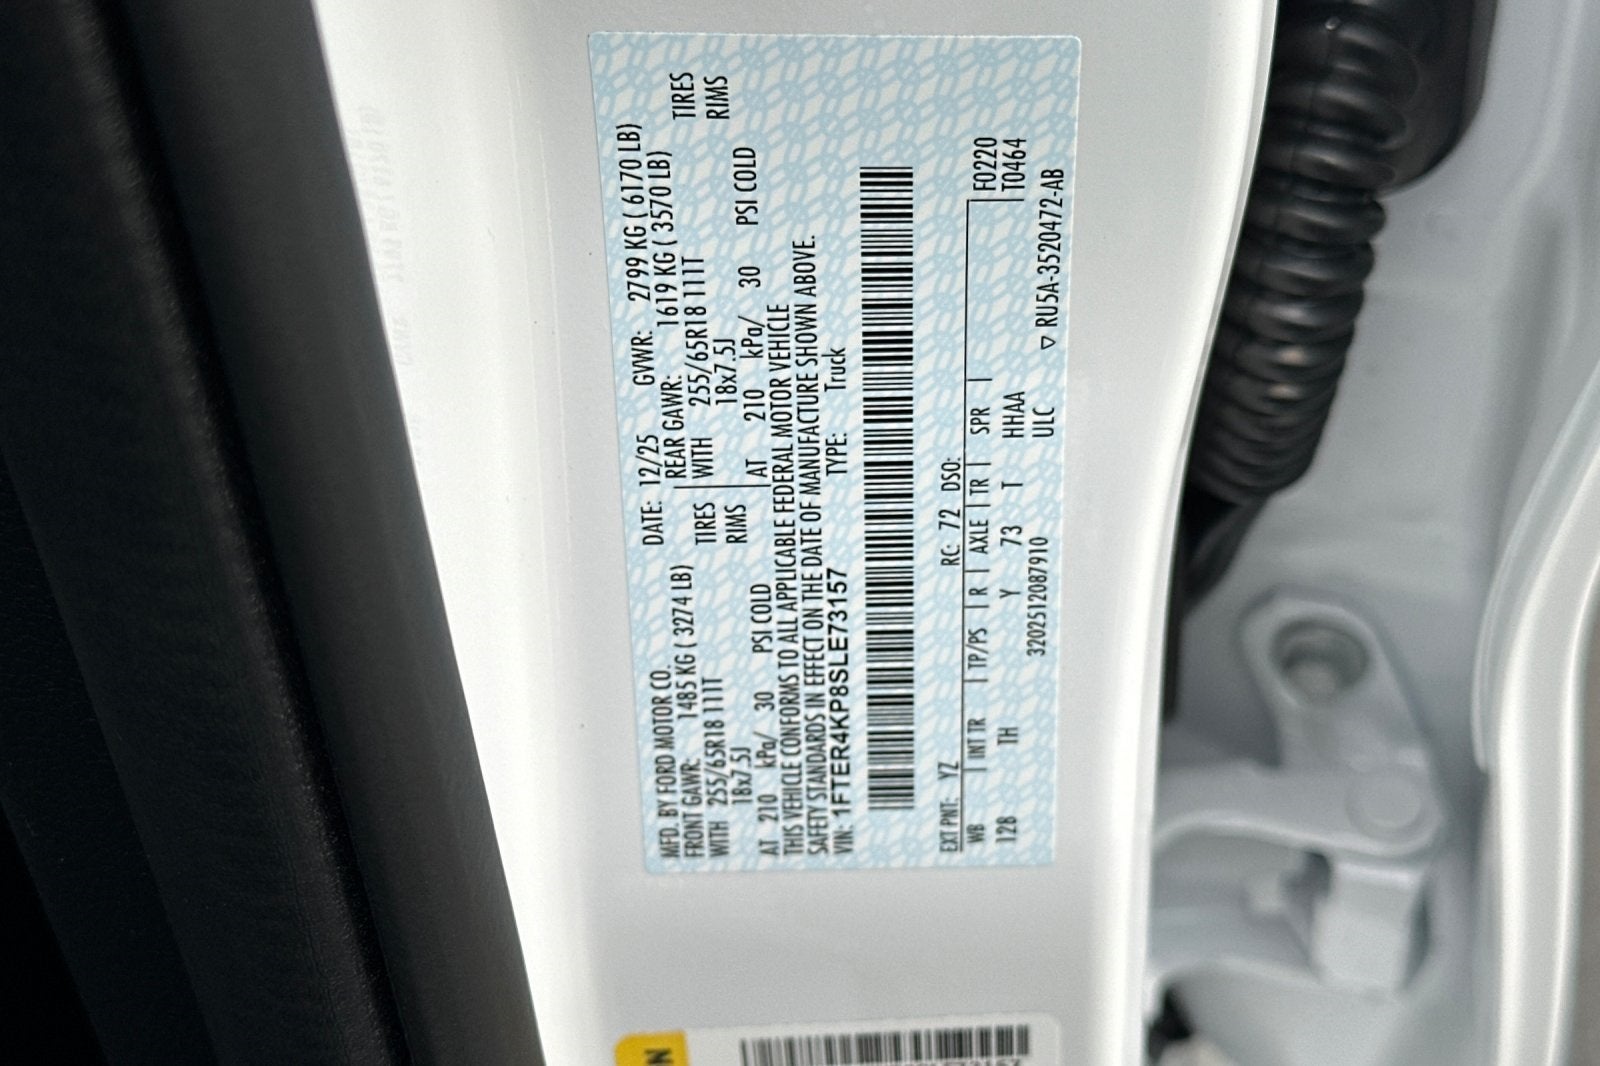 MFD. BY FORD MOTOR CO. DATE: 12/25 GVWR: 2799 KG ( 6170 LB)
FRONT GAWR: 1485 KG ( 3274 LB) REAR GAWR: 1619 KG ( 3570 LB)
WITH 255/65R18 111T TIRES WITH 255/65R18 111T TIRES
18x7.5J RIMS 18x7.5J RIMS
AT 210 kPa/ 30 PSI COLD AT 210 kPa/ 30 PSI COLD
THIS VEHICLE CONFORMS TO ALL APPLICABLE FEDERAL MOTOR VEHICLE
SAFETY STANDARDS IN EFFECT ON THE DATE OF MANUFACTURE SHOWN ABOVE.
VIN: 1FTER4KP8SLE73157 TYPE: Truck
EXT PNT: YZ RC: 72 DSO:
WB INT TR TP/PS R AXLE TR SPR F0220
128 TH Y 73 T HHAA T0464
3202512087910 ULC
▽ RU5A-3520472-AB